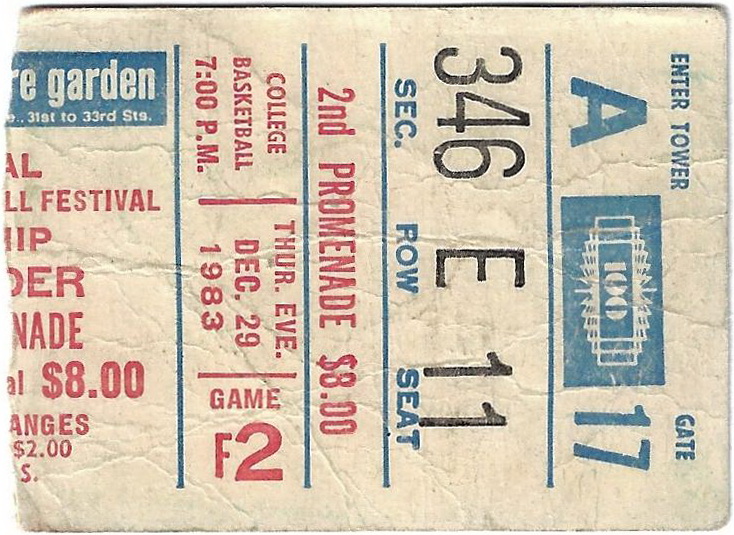 re garden
e.. 31st to 33rd Sts.
AL
LL FESTIVAL
HIP
DER
NADE
al $8.00
ANGES
$2.00
S.
COLLEGE
BASKETBALL
7:00 P.M.
THUR. EVE.
DEC. 29
1983
GAME
F2
2nd PROMENADE $8.00
346 E 11
SEC. ROW SEAT
ENTER TOWER
A
100
GATE
17